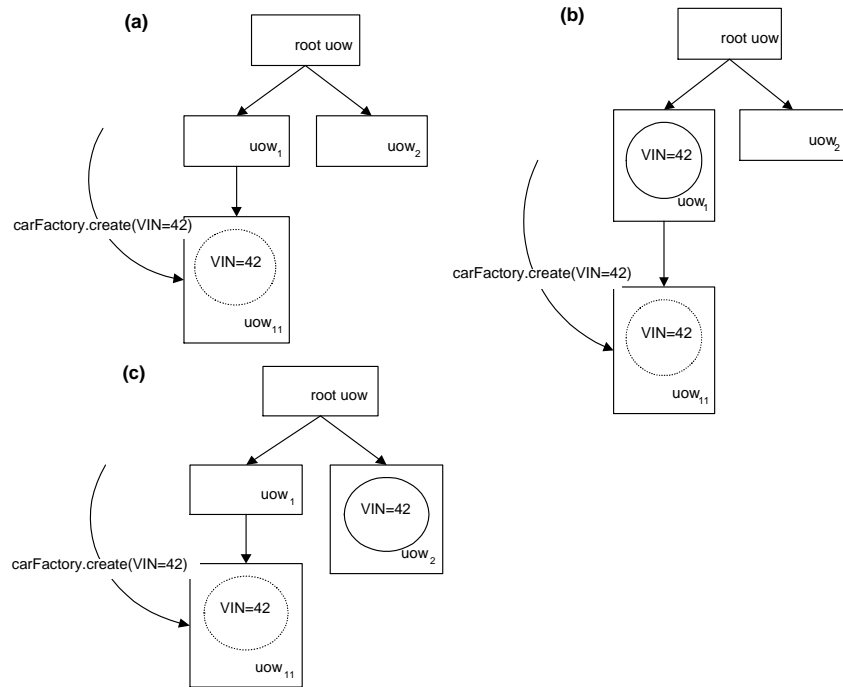 (a)
root uow
uow1
uow2
carFactory.create(VIN=42)
VIN=42
uow11
(b)
root uow
VIN=42
uow1
uow2
carFactory.create(VIN=42)
VIN=42
uow11
(c)
root uow
uow1
VIN=42
uow2
carFactory.create(VIN=42)
VIN=42
uow11